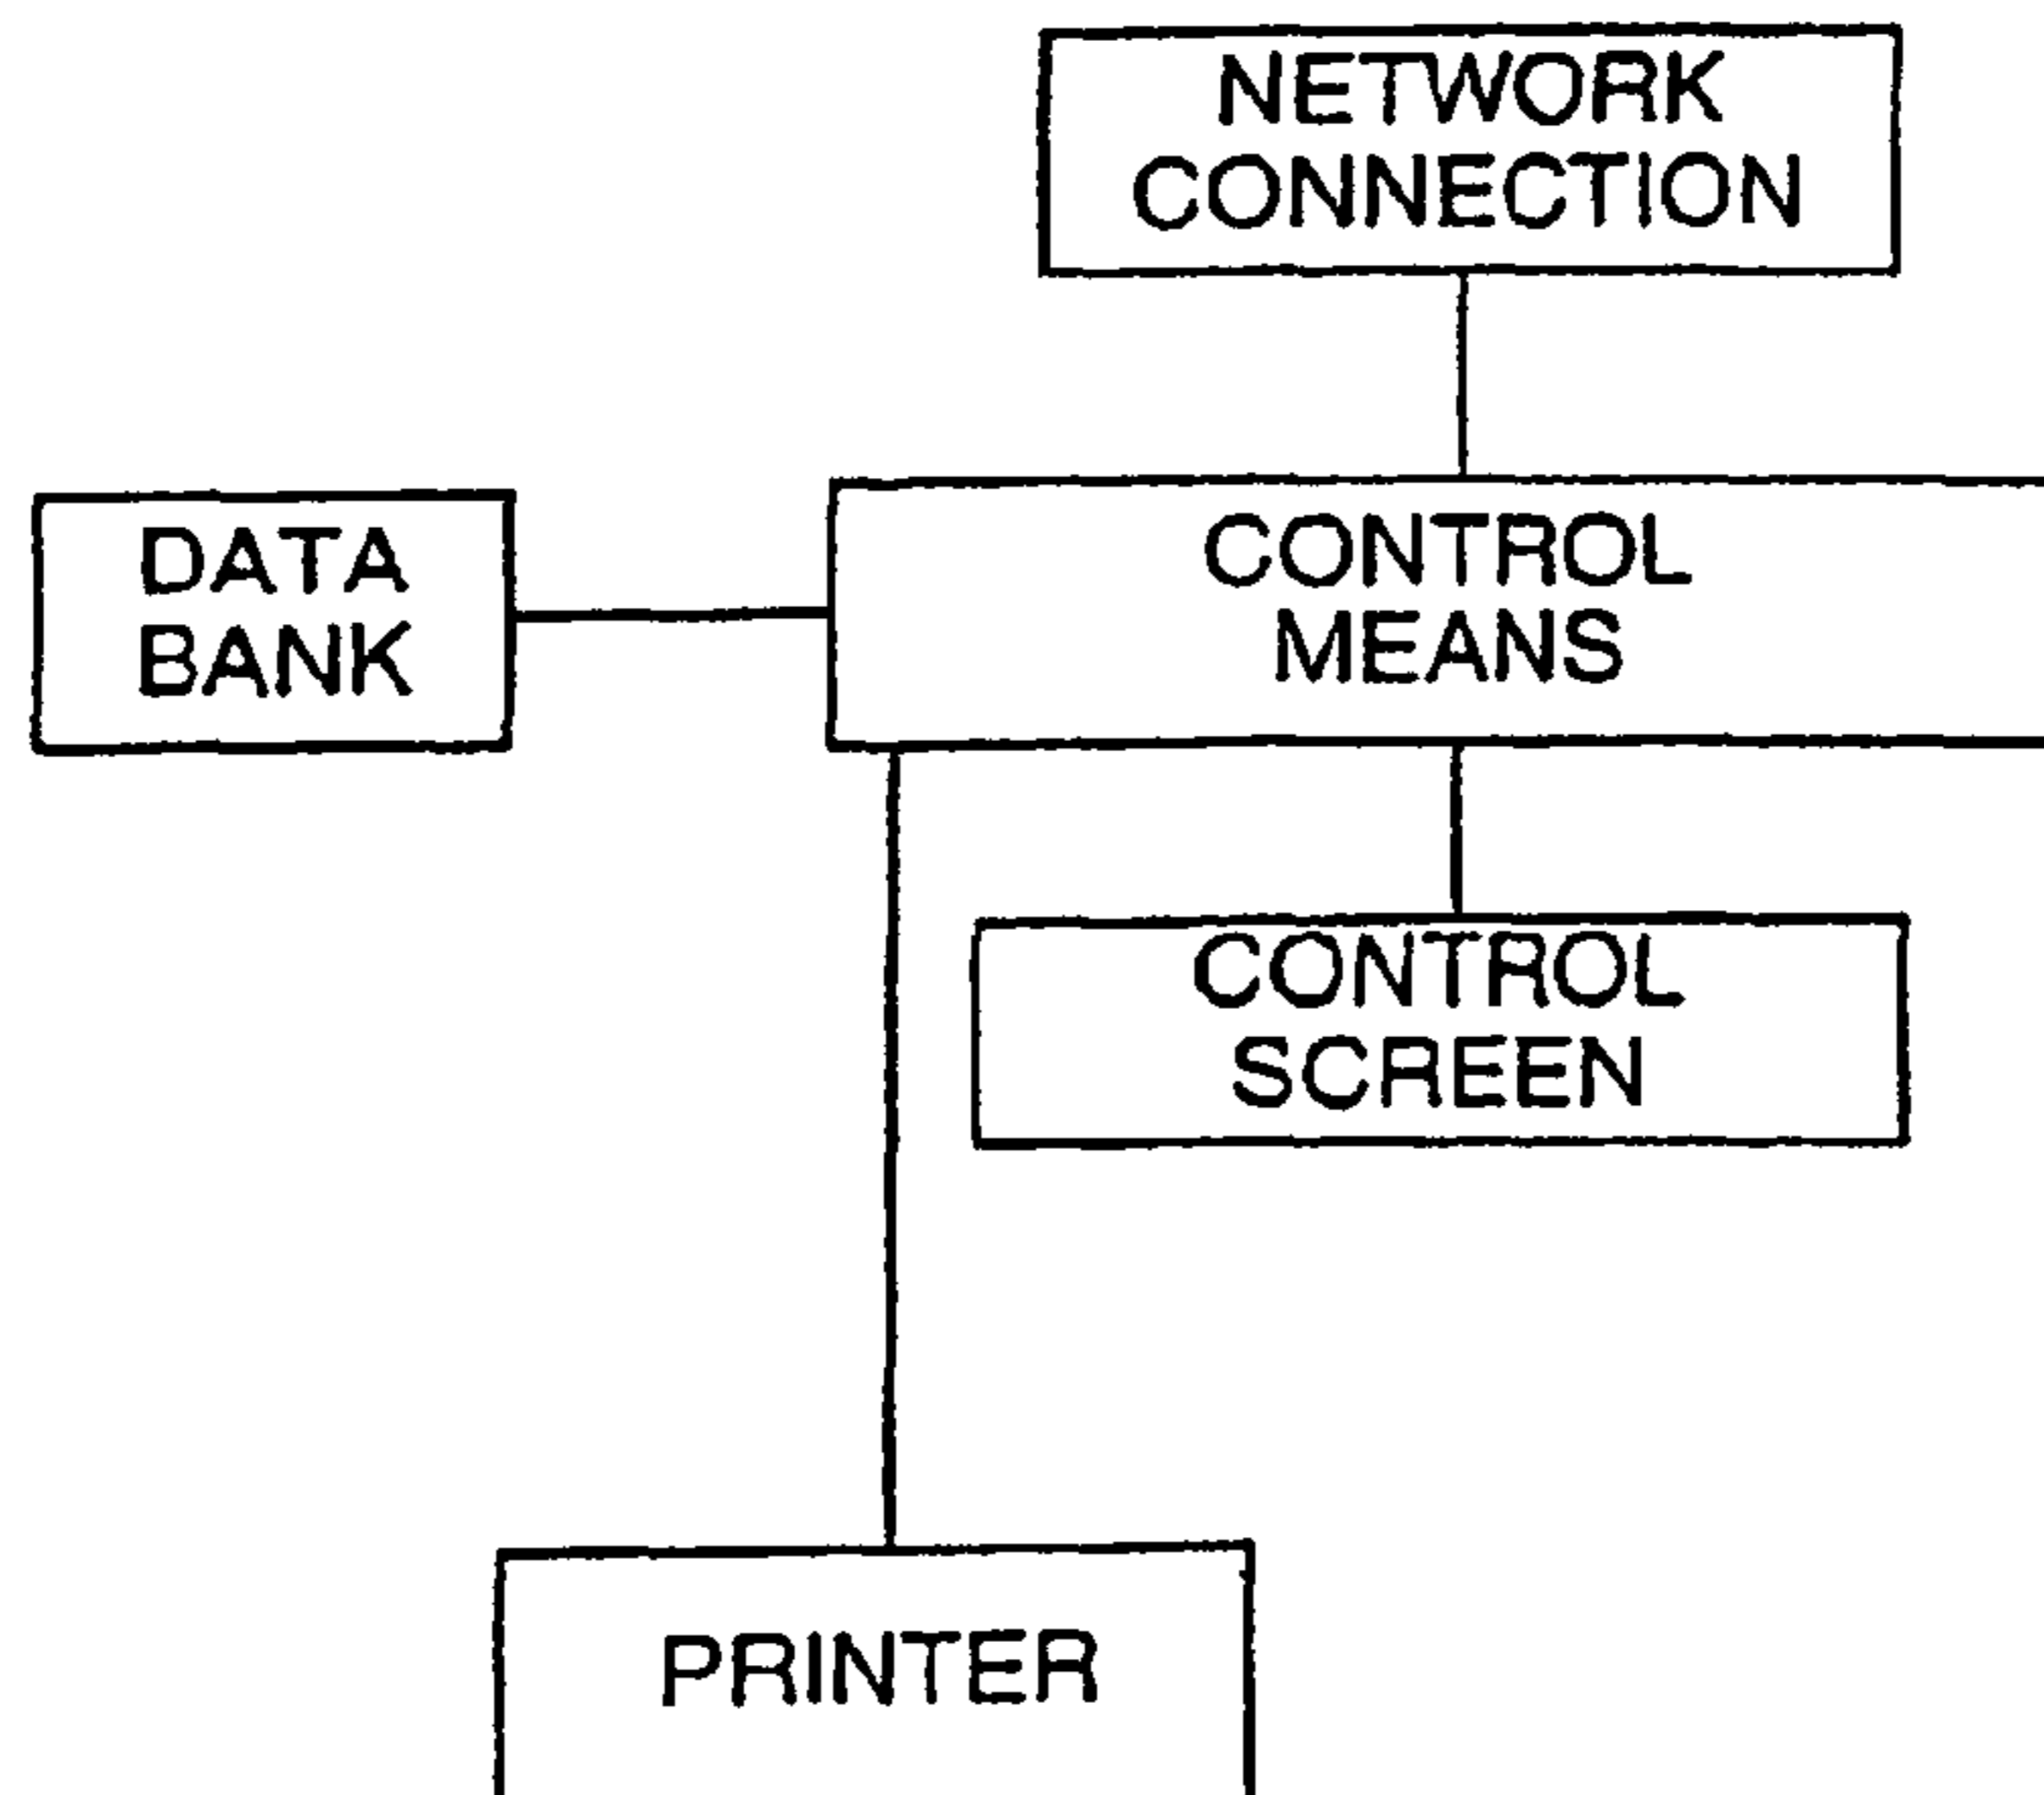 NETWORK
CONNECTION
DATA
BANK
CONTROL
MEANS
CONTROL
SCREEN
PRINTER